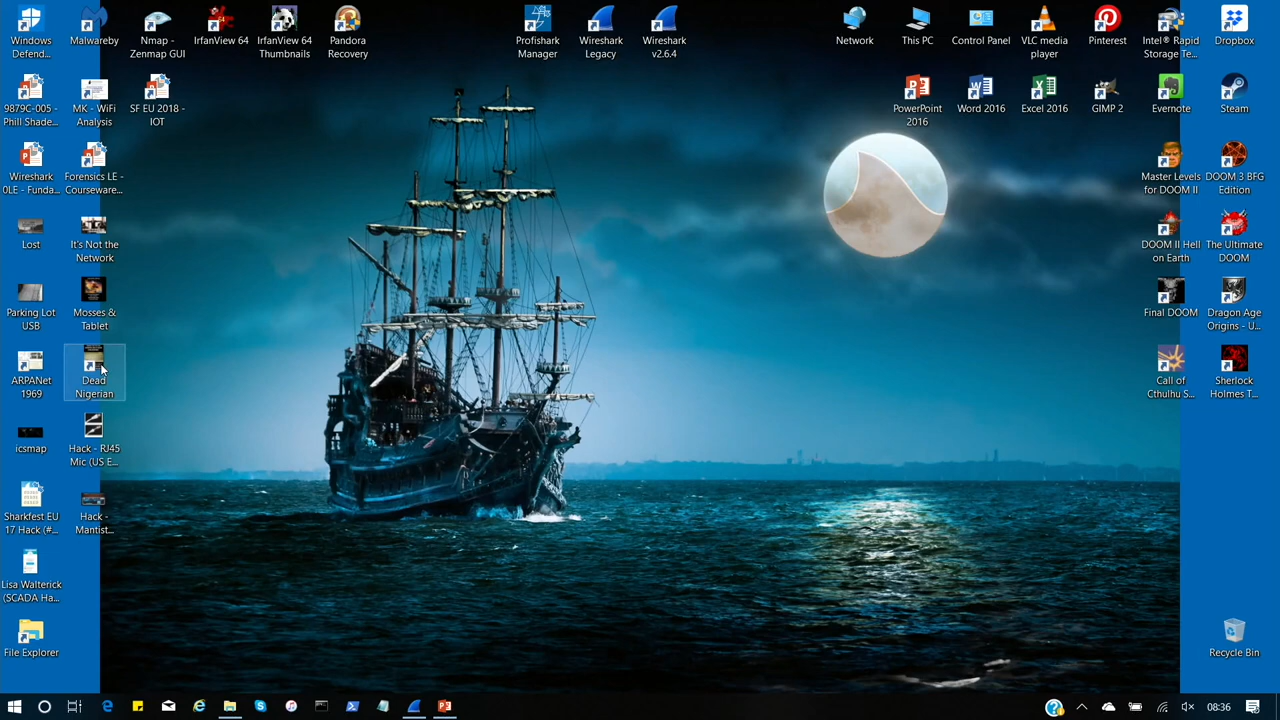 Windows
Defend...
Malwareby
Nmap -
Zenmap GUI
IrfanView 64
IrfanView 64
Thumbnails
Pandora
Recovery
Profishark
Manager
Wireshark
Legacy
Wireshark
v2.6.4
Network
This PC
Control Panel
VLC media
player
Pinterest
Intel® Rapid
Storage Te...
Dropbox
9879C-005 -
Phill Shade...
MK - WiFi
Analysis
SF EU 2018 -
IOT
PowerPoint
2016
Word 2016
Excel 2016
GIMP 2
Evernote
Steam
Wireshark
0LE - Funda...
Forensics LE -
Courseware...
Master Levels
for DOOM II
DOOM 3 BFG
Edition
Lost
It's Not the
Network
DOOM II Hell
on Earth
The Ultimate
DOOM
Parking Lot
USB
Mosses &
Tablet
Final DOOM
Dragon Age
Origins - U...
ARPANet
1969
Dead
Nigerian
Call of
Cthulhu S...
Sherlock
Holmes T...
icsmap
Hack - RJ45
Mic (US E...
Sharkfest EU
17 Hack (#...
Hack -
Mantist...
Lisa Walterick
(SCADA Ha...
File Explorer
Recycle Bin
08:36